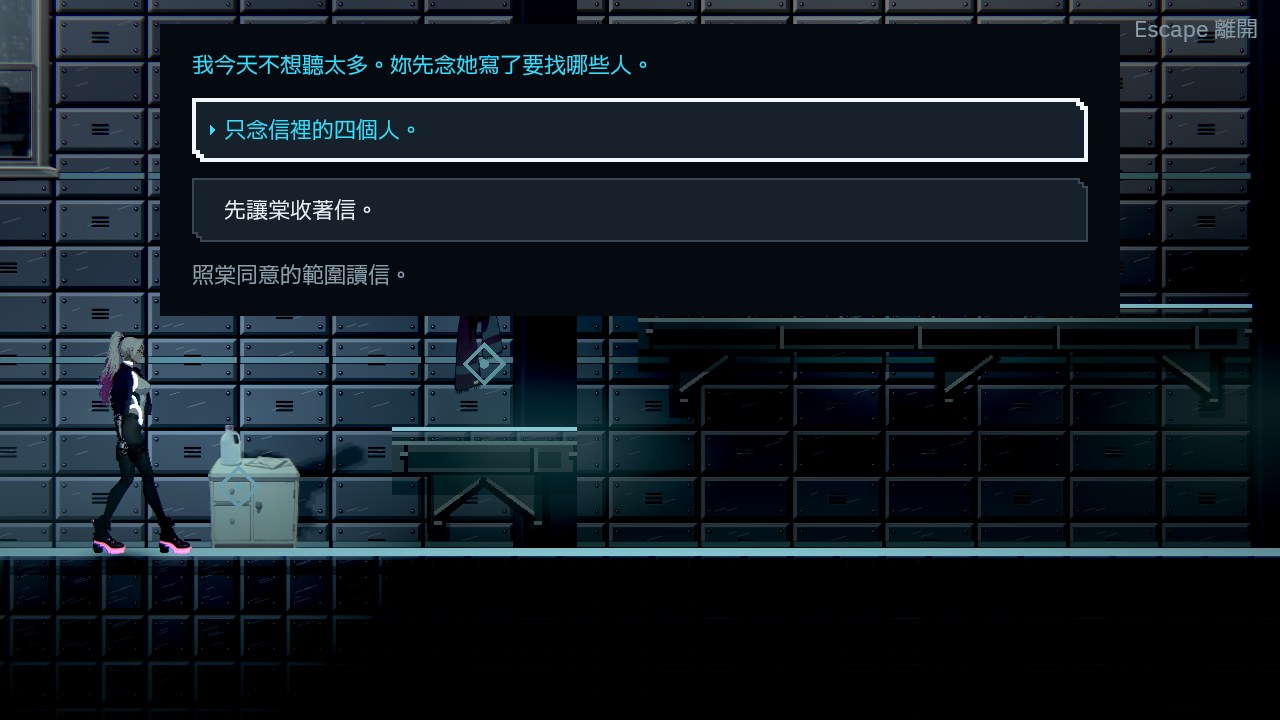 Escape 離開
我今天不想聽太多。妳先念她寫了要找哪些人。
只念信裡的四個人。
先讓棠收著信。
照棠同意的範圍讀信。